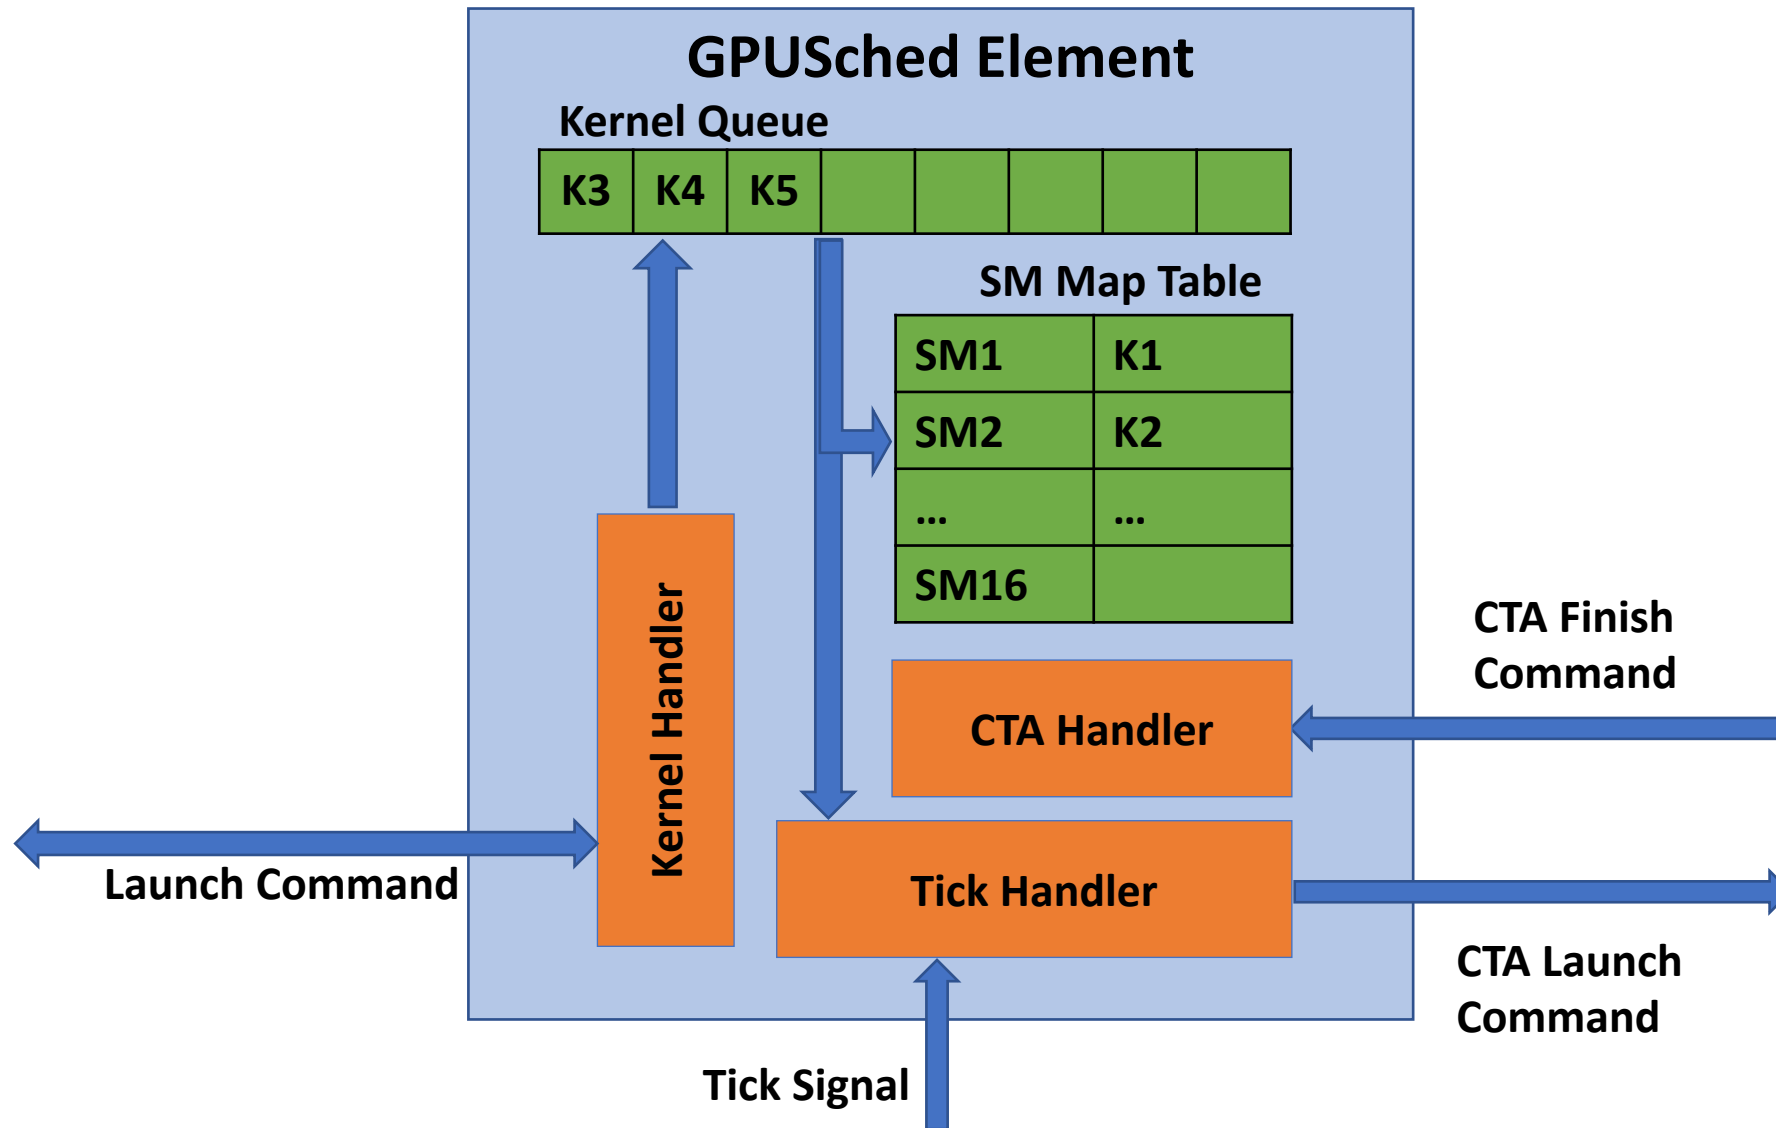 GPUSched Element
Kernel Queue
K3 K4 K5
SM Map Table
SM1 K1
SM2 K2
... ...
SM16
Kernel Handler
CTA Handler
Tick Handler
CTA Finish
Command
Launch Command
CTA Launch
Command
Tick Signal